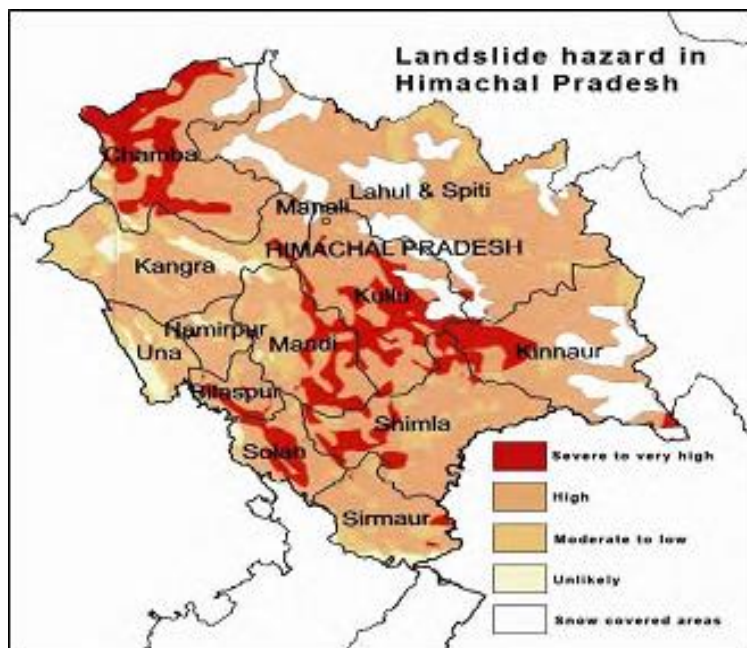 Landslide hazard in
Himachal Pradesh
Chamba
Lahul & Spiti
Manali
HIMACHAL PRADESH
Kangra
Kullu
Hamirpur
Una
Mandi
Kinnaur
Bilaspur
Shimla
Solan
Sirmaur
Severe to very high
High
Moderate to low
Unlikely
Snow covered areas